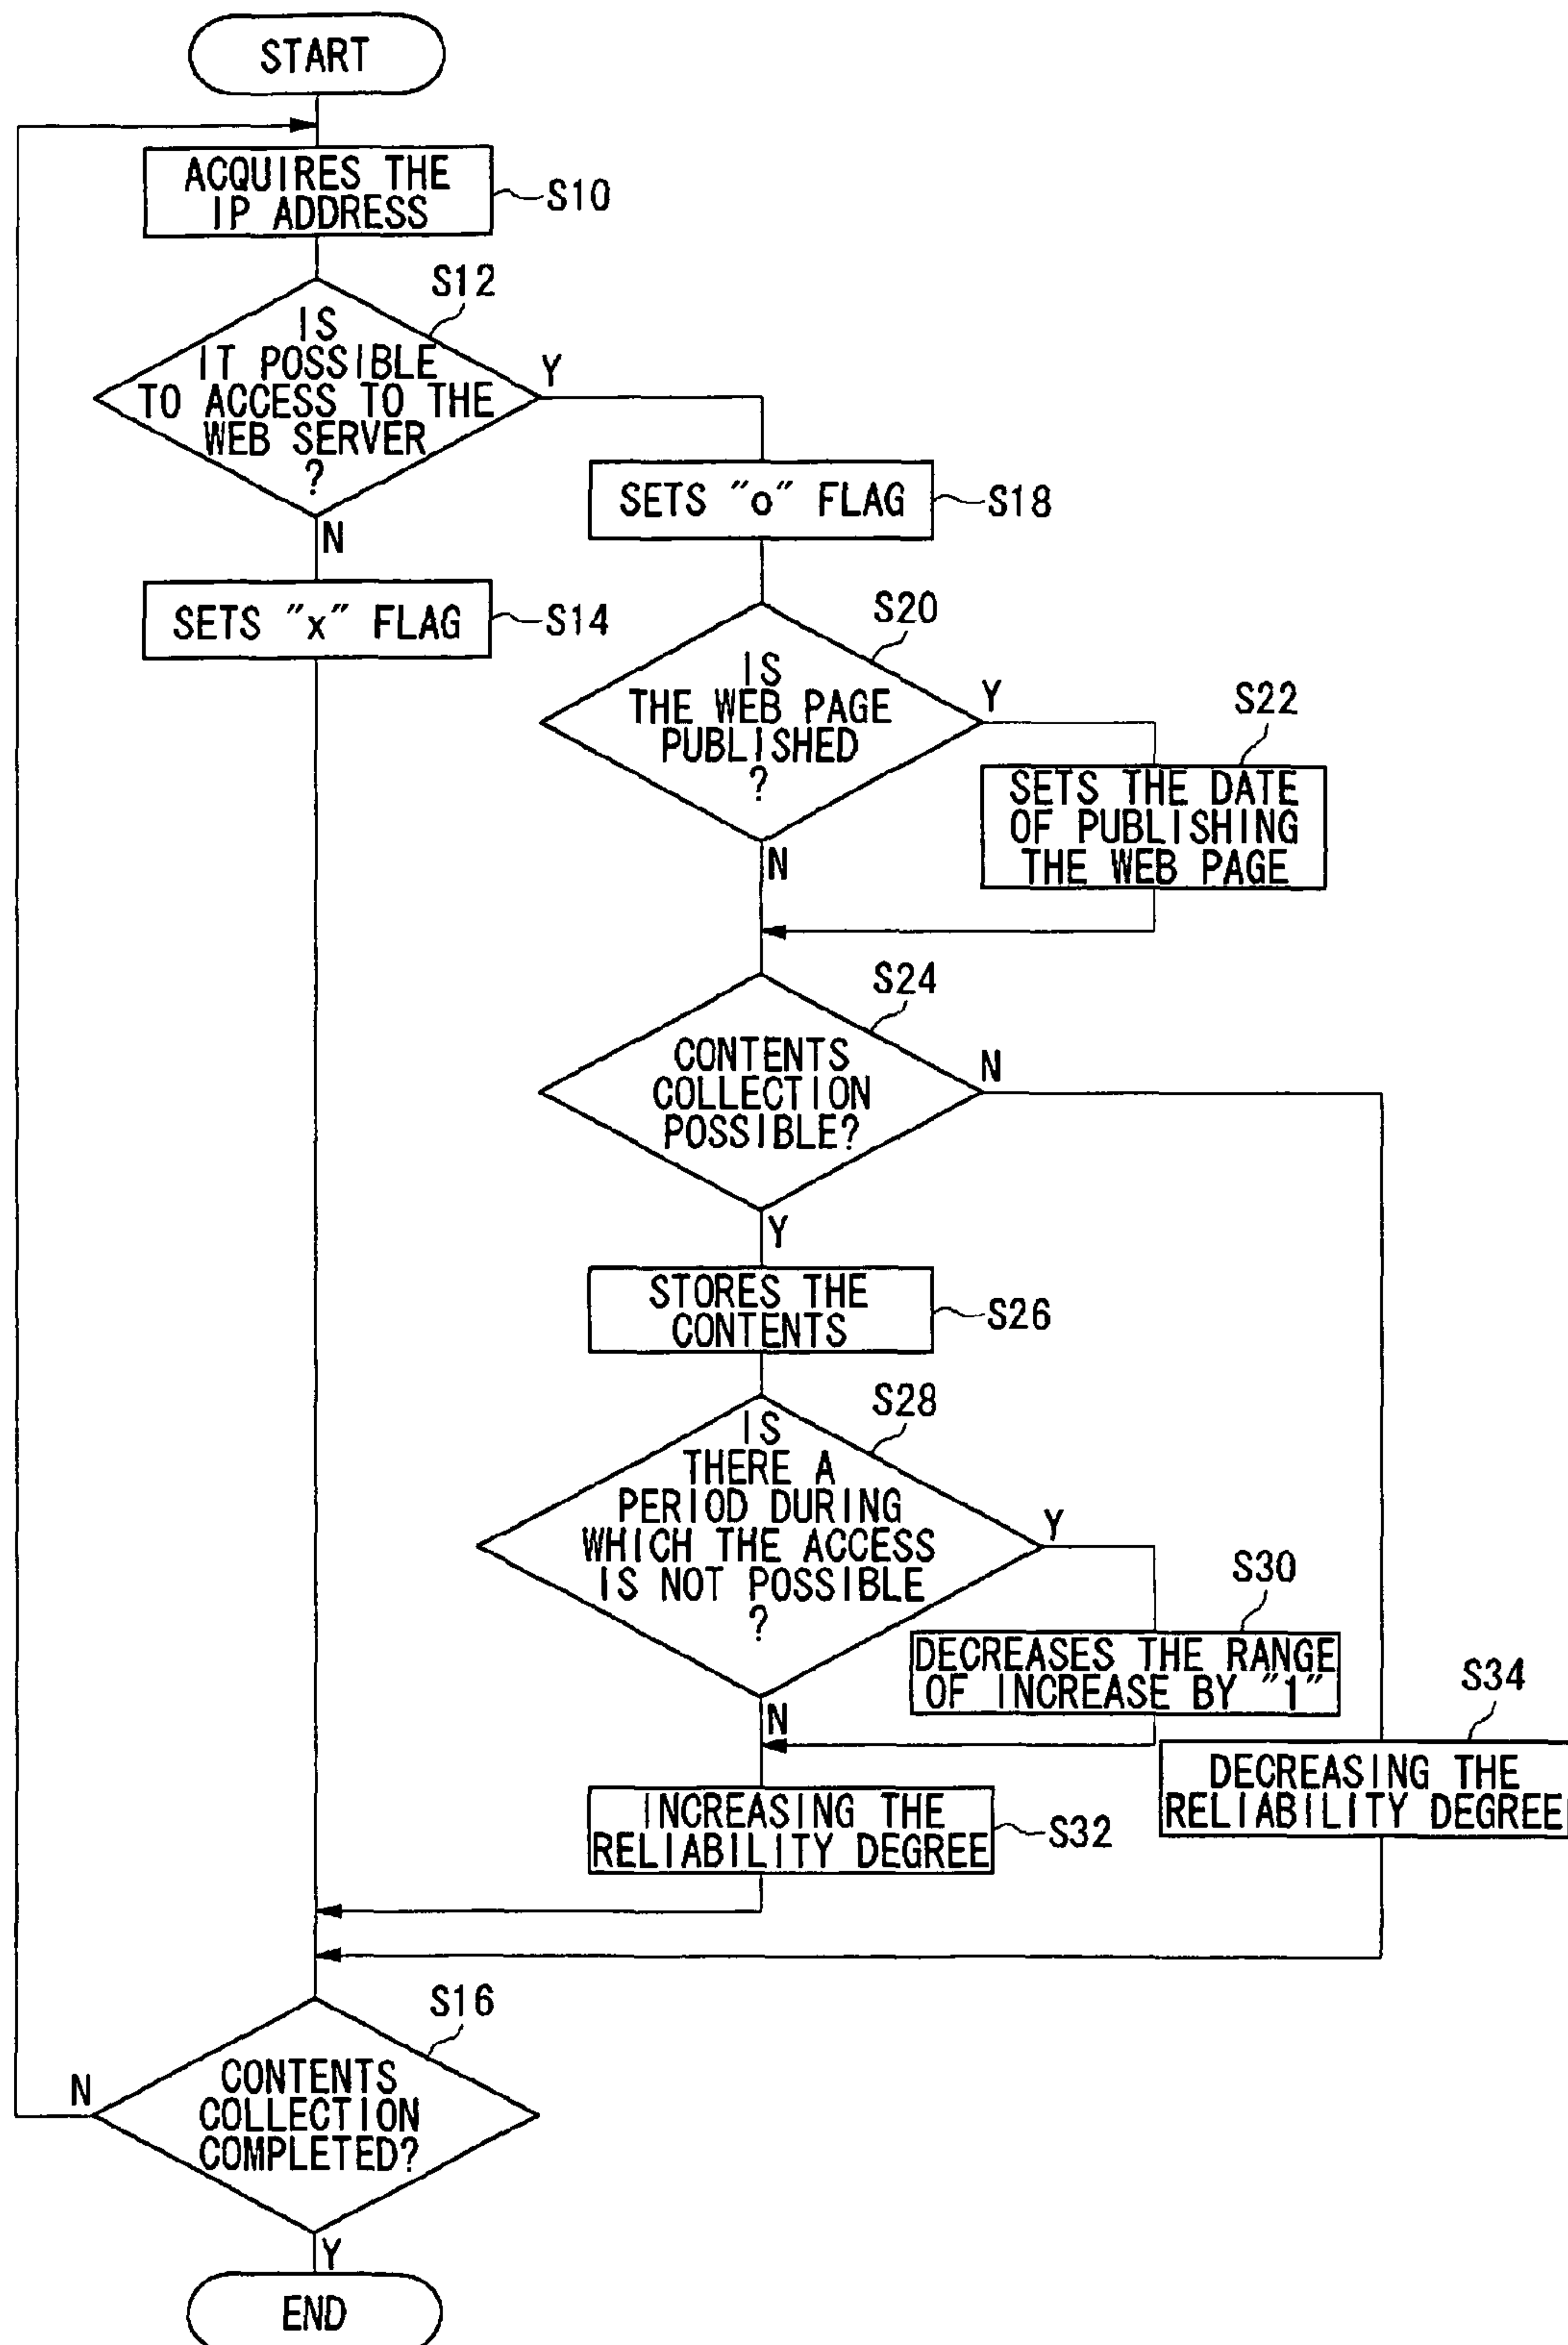 START
ACQUIRES THE
IP ADDRESS
S10
S12
IS
IT POSSIBLE
TO ACCESS TO THE
WEB SERVER
?
Y
N
SETS "o" FLAG
S18
SETS "x" FLAG
S14
S20
IS
THE WEB PAGE
PUBLISHED
?
Y
N
S22
SETS THE DATE
OF PUBLISHING
THE WEB PAGE
S24
CONTENTS
COLLECTION
POSSIBLE?
N
Y
STORES THE
CONTENTS
S26
S28
IS
THERE A
PERIOD DURING
WHICH THE ACCESS
IS NOT POSSIBLE
?
Y
N
S30
DECREASES THE RANGE
OF INCREASE BY "1"
S34
DECREASING THE
RELIABILITY DEGREE
INCREASING THE
RELIABILITY DEGREE
S32
S16
CONTENTS
COLLECTION
COMPLETED?
N
Y
END